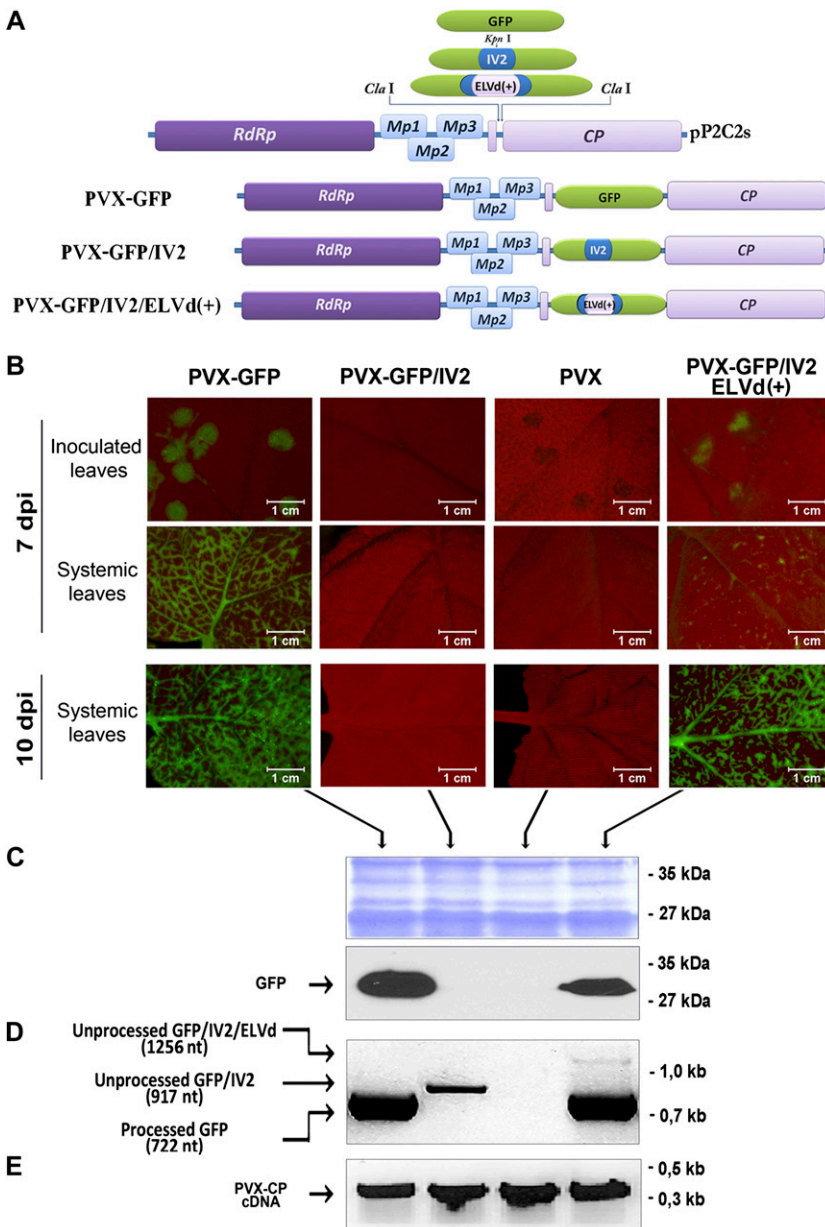 A
GFP
Kpn I
IV2
ELVd(+)
Cla I
Cla I
RdRp
Mp1
Mp3
Mp2
CP
pP2C2s
PVX-GFP
RdRp
Mp1
Mp3
Mp2
GFP
CP
PVX-GFP/IV2
RdRp
Mp1
Mp3
Mp2
IV2
CP
PVX-GFP/IV2/ELVd(+)
RdRp
Mp1
Mp3
Mp2
ELVd(+)
CP
B
PVX-GFP
PVX-GFP/IV2
PVX
PVX-GFP/IV2
ELVd(+)
7 dpi
Inoculated
leaves
1 cm
1 cm
1 cm
1 cm
Systemic
leaves
1 cm
1 cm
1 cm
1 cm
10 dpi
Systemic
leaves
1 cm
1 cm
1 cm
1 cm
C
- 35 kDa
- 27 kDa
GFP
- 35 kDa
- 27 kDa
D
Unprocessed GFP/IV2/ELVd
(1256 nt)
Unprocessed GFP/IV2
(917 nt)
Processed GFP
(722 nt)
- 1,0 kb
- 0,7 kb
E
PVX-CP
cDNA
- 0,5 kb
- 0,3 kb